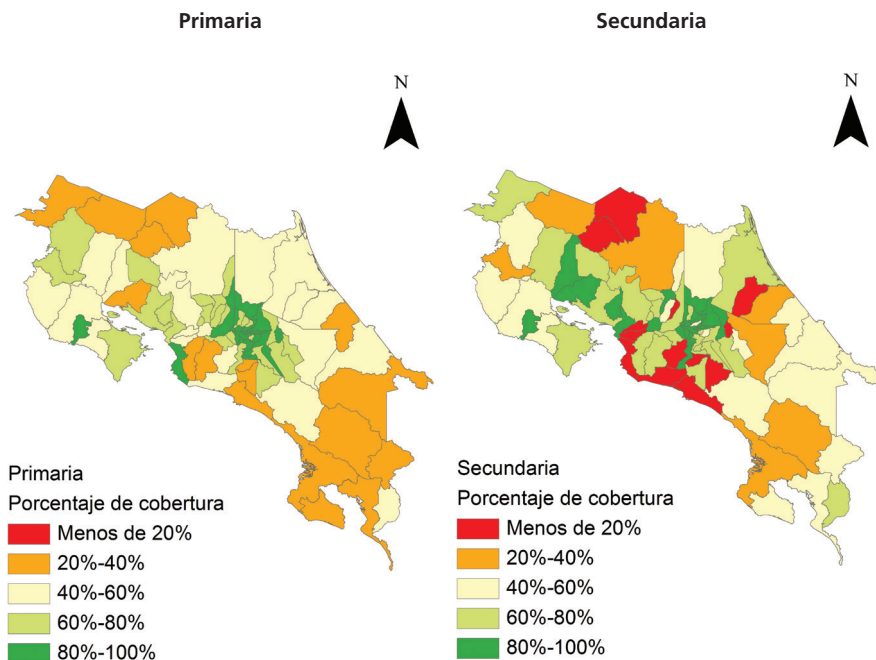 Primaria
N
Primaria
Porcentaje de cobertura
Menos de 20%
20%-40%
40%-60%
60%-80%
80%-100%
Secundaria
N
Secundaria
Porcentaje de cobertura
Menos de 20%
20%-40%
40%-60%
60%-80%
80%-100%